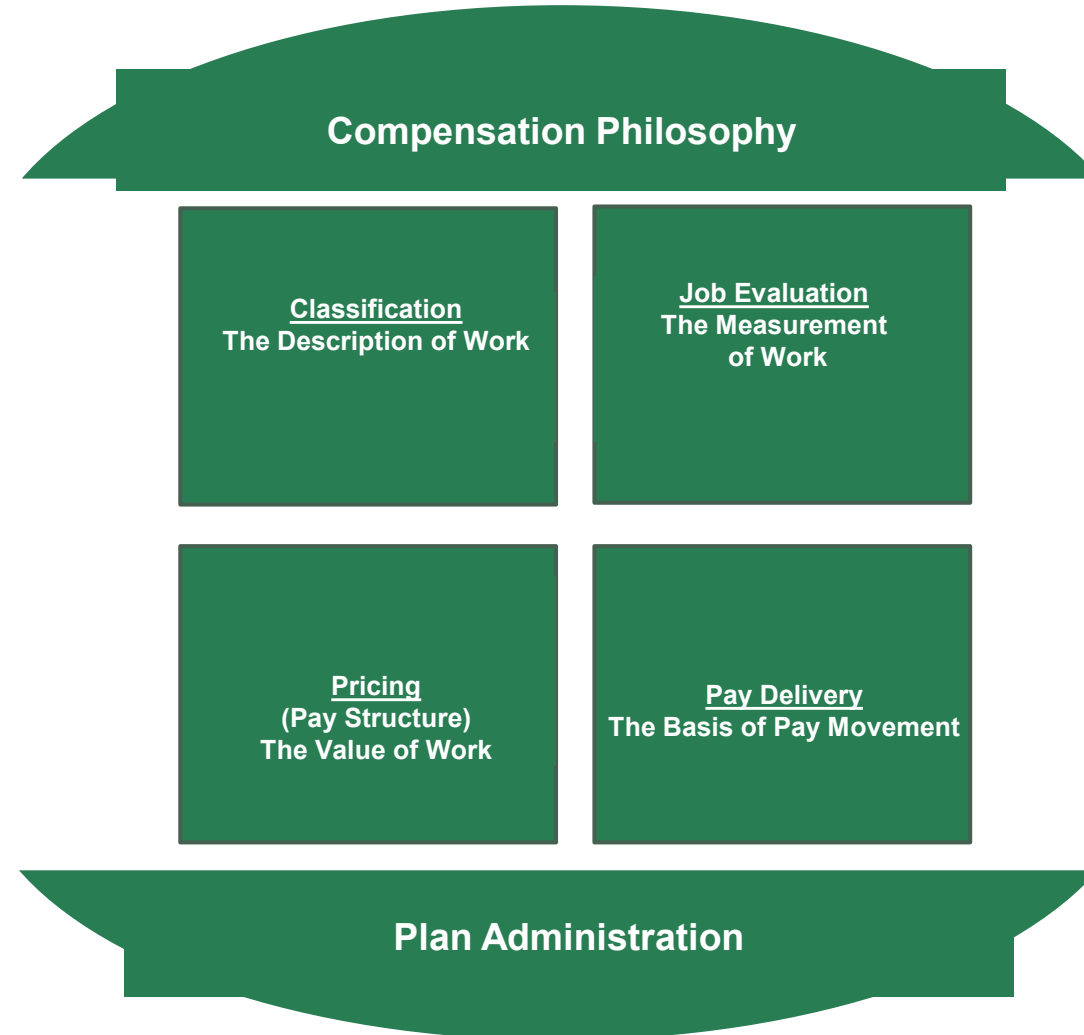 Compensation Philosophy
Classification
The Description of Work
Job Evaluation
The Measurement
of Work
Pricing
(Pay Structure)
The Value of Work
Pay Delivery
The Basis of Pay Movement
Plan Administration